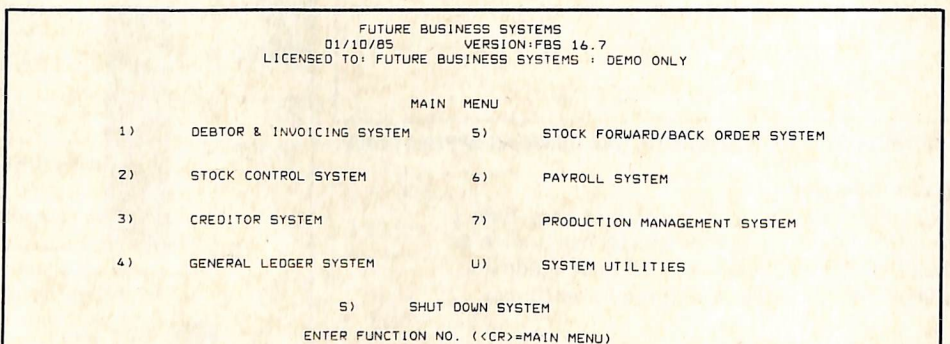 FUTURE BUSINESS SYSTEMS
01/10/85 VERSION:FBS 16.7
LICENSED TO: FUTURE BUSINESS SYSTEMS : DEMO ONLY
MAIN MENU
1) DEBTOR & INVOICING SYSTEM 5) STOCK FORWARD/BACK ORDER SYSTEM
2) STOCK CONTROL SYSTEM 6) PAYROLL SYSTEM
3) CREDITOR SYSTEM 7) PRODUCTION MANAGEMENT SYSTEM
4) GENERAL LEDGER SYSTEM U) SYSTEM UTILITIES
S) SHUT DOWN SYSTEM
ENTER FUNCTION NO. (<CR>=MAIN MENU)